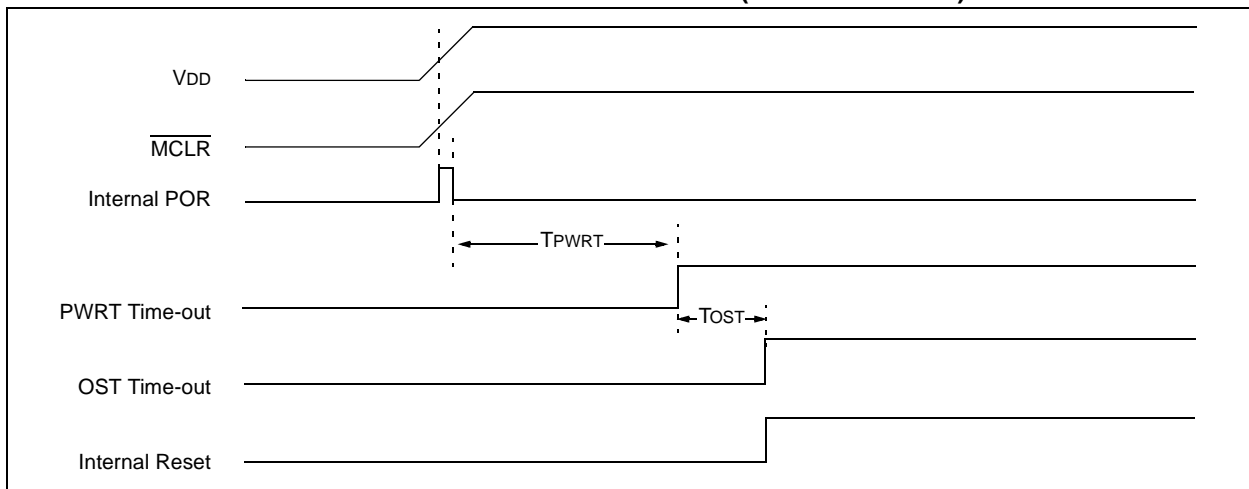 VDD
MCLR
Internal POR
TPWRT
PWRT Time-out
TOST
OST Time-out
Internal Reset